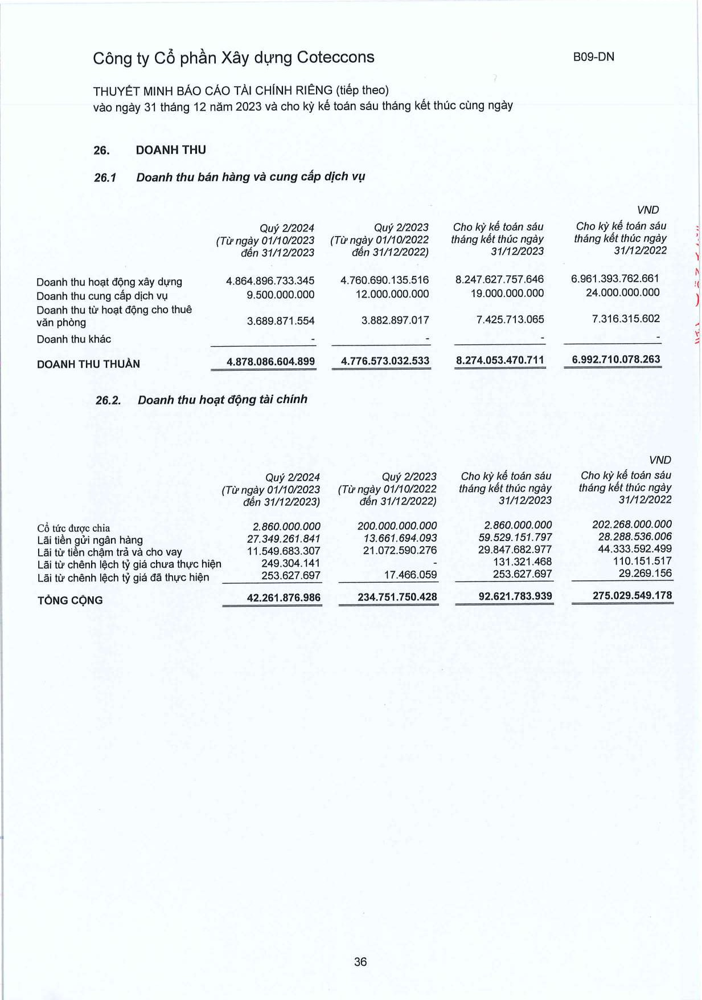 Công ty Cổ phần Xây dựng Coteccons B09-DN
THUYẾT MINH BÁO CÁO TÀI CHÍNH RIÊNG (tiếp theo)
vào ngày 31 tháng 12 năm 2023 và cho kỳ kế toán sáu tháng kết thúc cùng ngày
26. DOANH THU
26.1 Doanh thu bán hàng và cung cấp dịch vụ
VND
Quý 2/2024 Quý 2/2023 Cho kỳ kế toán sáu Cho kỳ kế toán sáu
(Từ ngày 01/10/2023 (Từ ngày 01/10/2022 tháng kết thúc ngày tháng kết thúc ngày
đến 31/12/2023 đến 31/12/2022) 31/12/2023 31/12/2022
Doanh thu hoạt động xây dựng 4.864.896.733.345 4.760.690.135.516 8.247.627.757.646 6.961.393.762.661
Doanh thu cung cấp dịch vụ 9.500.000.000 12.000.000.000 19.000.000.000 24.000.000.000
Doanh thu từ hoạt động cho thuê
văn phòng 3.689.871.554 3.882.897.017 7.425.713.065 7.316.315.602
Doanh thu khác - - - -
DOANH THU THUẦN 4.878.086.604.899 4.776.573.032.533 8.274.053.470.711 6.992.710.078.263
26.2. Doanh thu hoạt động tài chính
VND
Quý 2/2024 Quý 2/2023 Cho kỳ kế toán sáu Cho kỳ kế toán sáu
(Từ ngày 01/10/2023 (Từ ngày 01/10/2022 tháng kết thúc ngày tháng kết thúc ngày
đến 31/12/2023) đến 31/12/2022) 31/12/2023 31/12/2022
Cổ tức được chia 2.860.000.000 200.000.000.000 2.860.000.000 202.268.000.000
Lãi tiền gửi ngân hàng 27.349.261.841 13.661.694.093 59.529.151.797 28.288.536.006
Lãi từ tiền chậm trả và cho vay 11.549.683.307 21.072.590.276 29.847.682.977 44.333.592.499
Lãi từ chênh lệch tỷ giá chưa thực hiện 249.304.141 - 131.321.468 110.151.517
Lãi từ chênh lệch tỷ giá đã thực hiện 253.627.697 17.466.059 253.627.697 29.269.156
TỔNG CỘNG 42.261.876.986 234.751.750.428 92.621.783.939 275.029.549.178
36